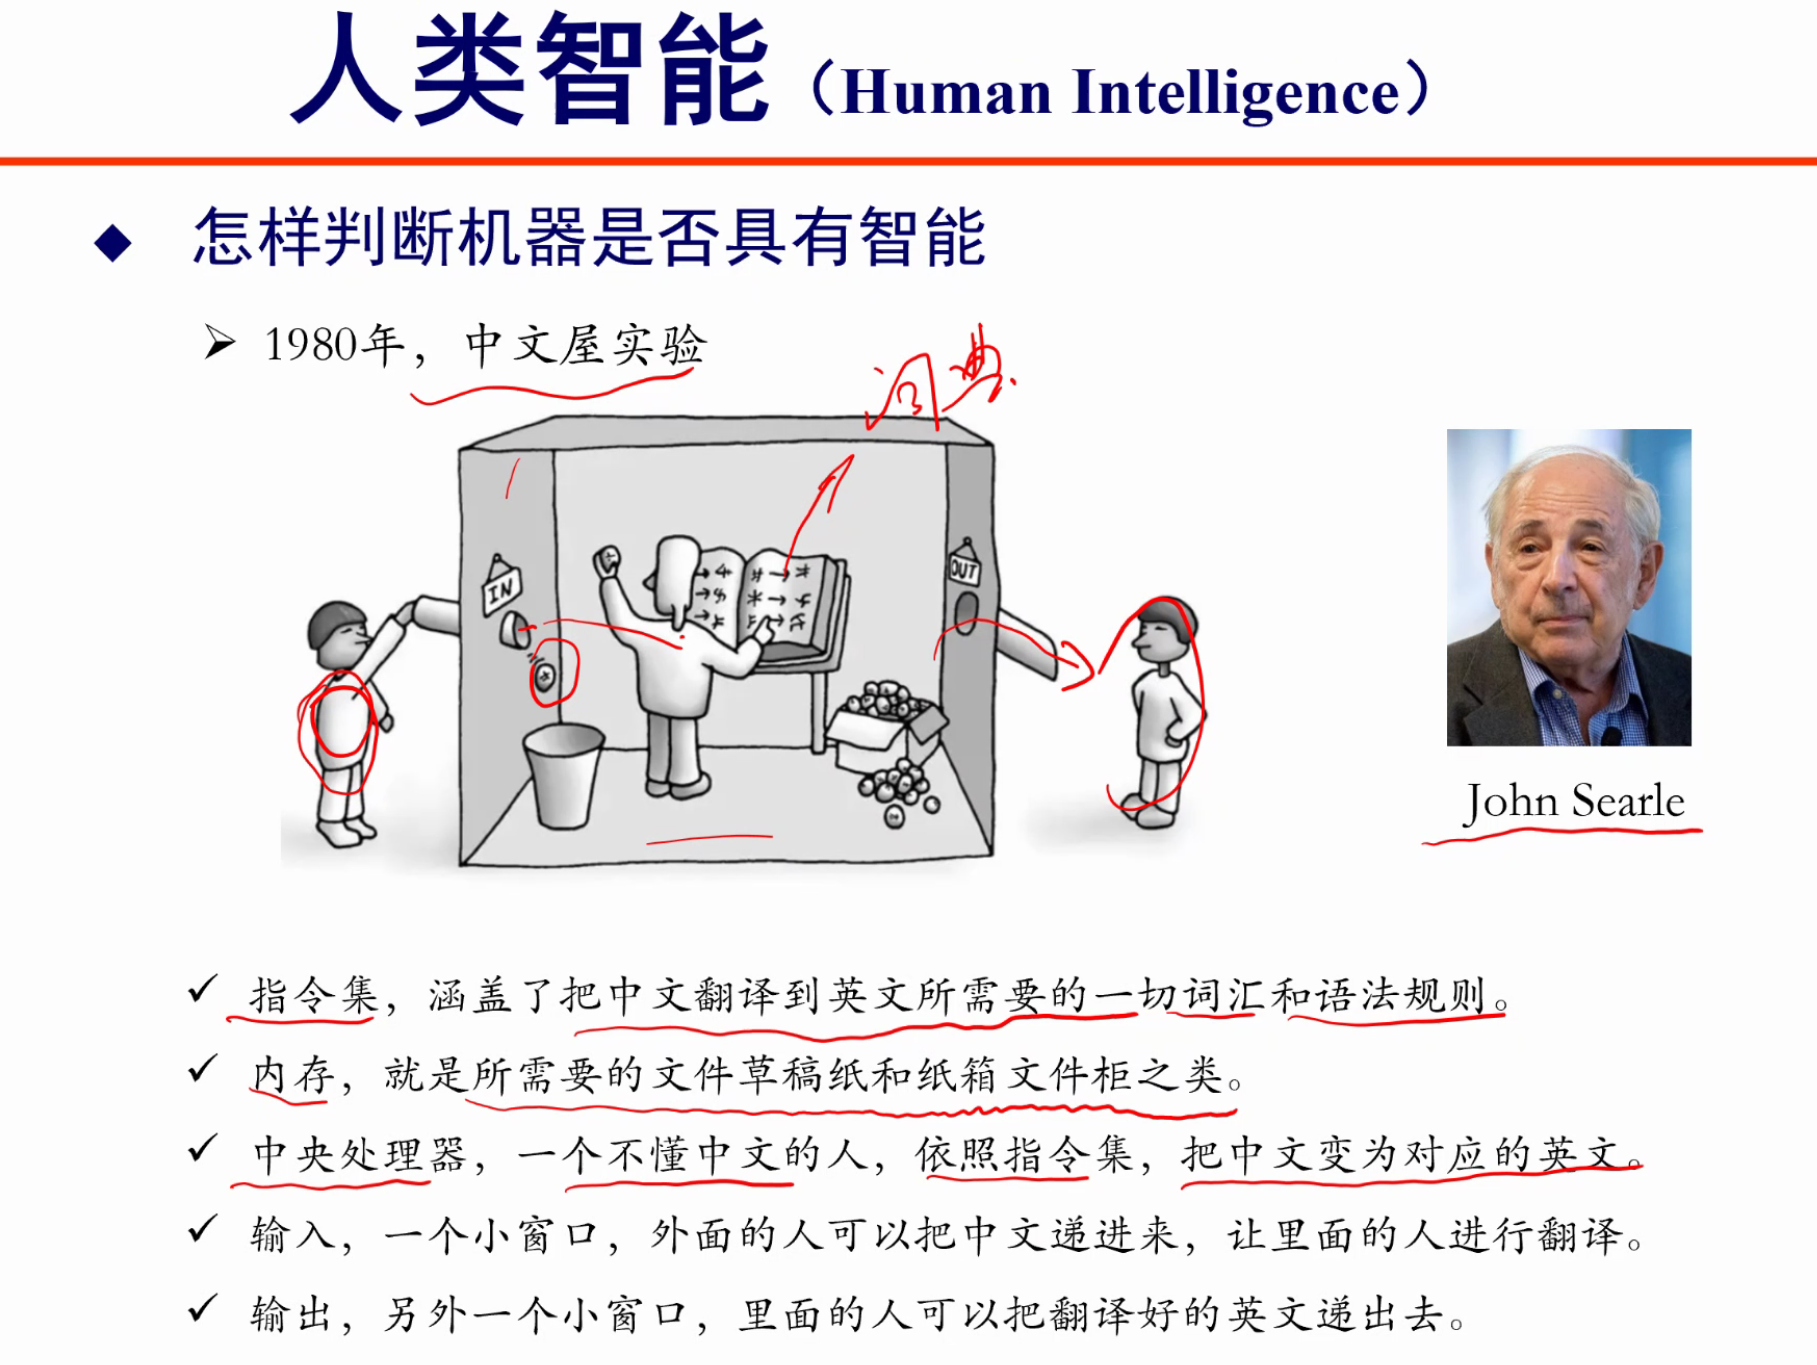 人类智能（Human Intelligence）
◆ 怎样判断机器是否具有智能
➢ 1980年，中文屋实验
词典
IN
OUT
John Searle
✓ 指令集，涵盖了把中文翻译到英文所需要的一切词汇和语法规则。
✓ 内存，就是所需要的文件草稿纸和纸箱文件柜之类。
✓ 中央处理器，一个不懂中文的人，依照指令集，把中文变为对应的英文。
✓ 输入，一个小窗口，外面的人可以把中文递进来，让里面的人进行翻译。
✓ 输出，另外一个小窗口，里面的人可以把翻译好的英文递出去。